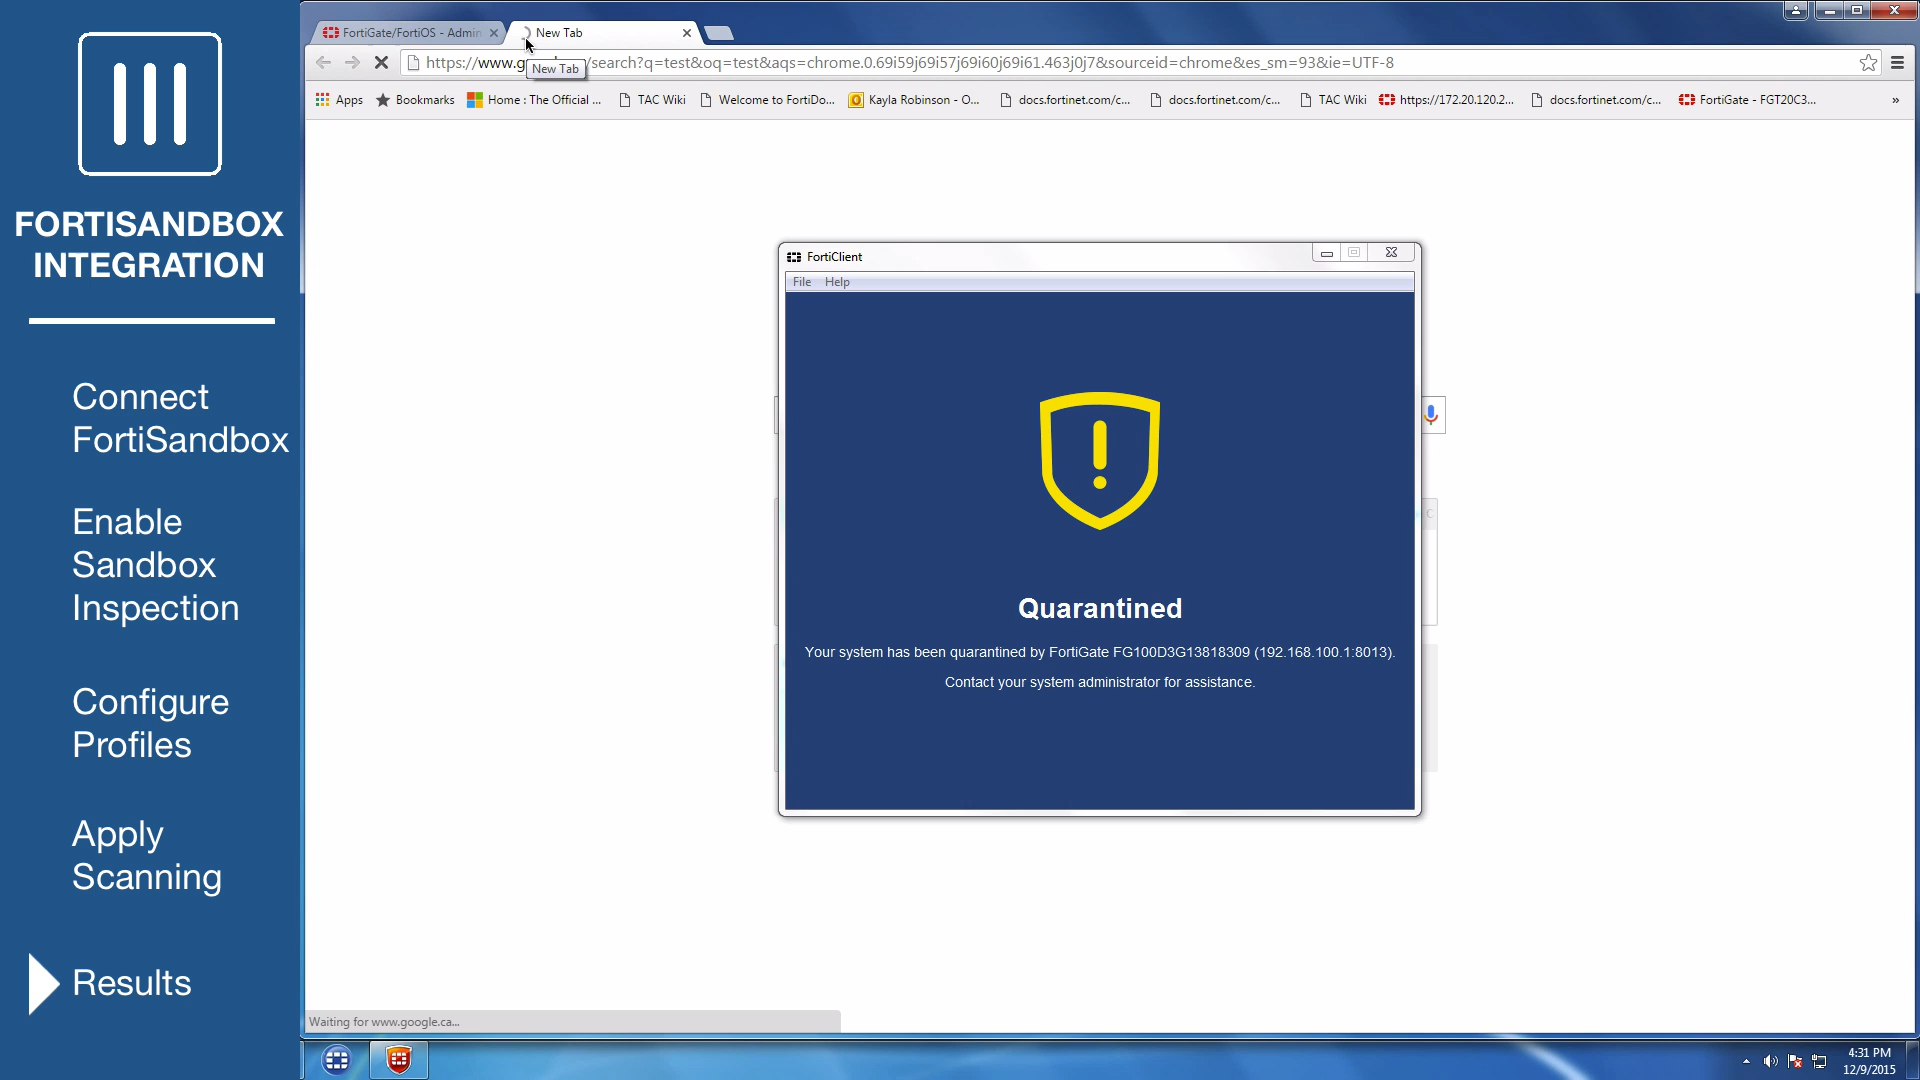 FORTISANDBOX
INTEGRATION
Connect
FortiSandbox
Enable
Sandbox
Inspection
Configure
Profiles
Apply
Scanning
Results
FortiGate/FortiOS - Admin
New Tab
https://www.g
/search?q=test&oq=test&aqs=chrome.0.69i59j69i57j69i60j69i61.463j0j7&sourceid=chrome&es_sm=93&ie=UTF-8
New Tab
Apps
Bookmarks
Home : The Official ...
TAC Wiki
Welcome to FortiDo...
Kayla Robinson - O...
docs.fortinet.com/c...
docs.fortinet.com/c...
TAC Wiki
https://172.20.120.2...
docs.fortinet.com/c...
FortiGate - FGT20C3...
»
FortiClient
File Help
Quarantined
Your system has been quarantined by FortiGate FG100D3G13818309 (192.168.100.1:8013).
Contact your system administrator for assistance.
Waiting for www.google.ca...
4:31 PM
12/9/2015